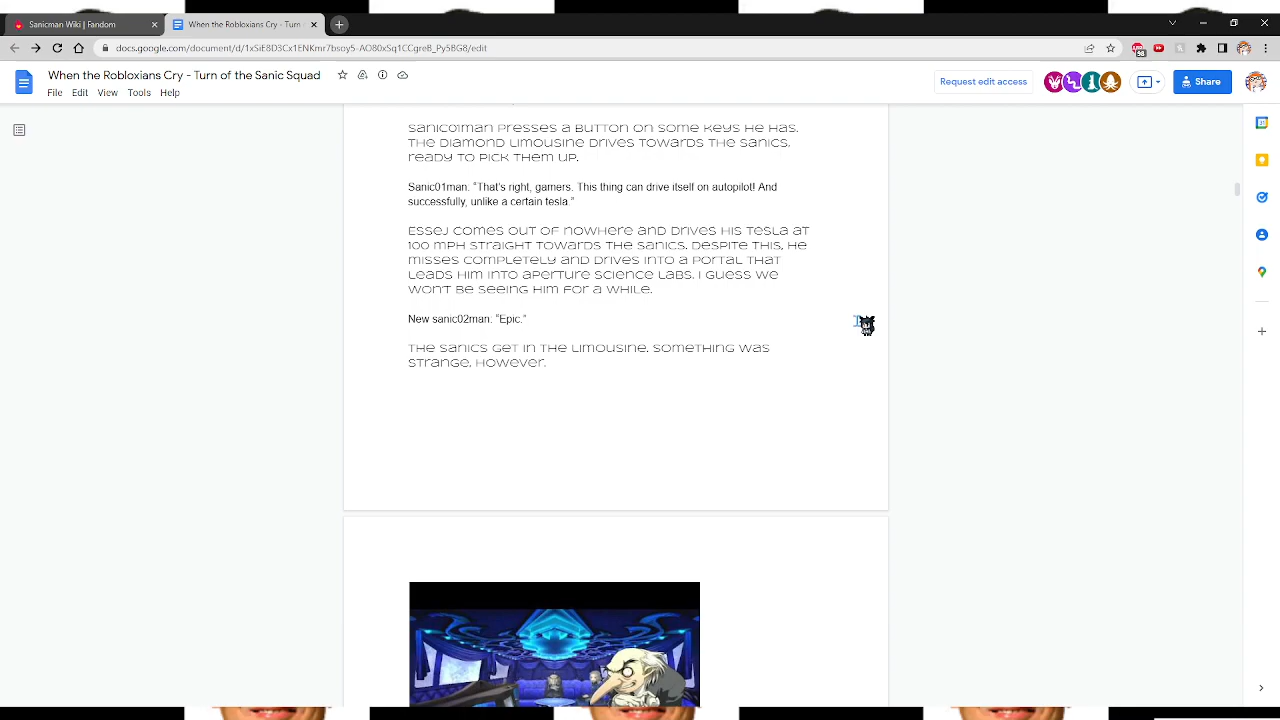 Sanicman Wiki | Fandom
When the Robloxians Cry - Turn
docs.google.com/document/d/1xSiE8D3Cx1ENKmr7bsoy5-AO80xSq1CCgreB_Py5BG8/edit
When the Robloxians Cry - Turn of the Sanic Squad
Request edit access
Share
File Edit View Tools Help
Sanic01man presses a button on some keys he has.
The diamond limousine drives towards the sanics,
ready to pick them up.
Sanic01man: “That's right, gamers. This thing can drive itself on autopilot! And
successfully, unlike a certain tesla.”
Essej comes out of nowhere and drives his tesla at
100 mph straight towards the sanics. Despite this, he
misses completely and drives into a portal that
leads him into aperture science labs. I guess we
won't be seeing him for a while.
New sanic02man: “Epic.”
The sanics get in the limousine. Something was
strange, however.